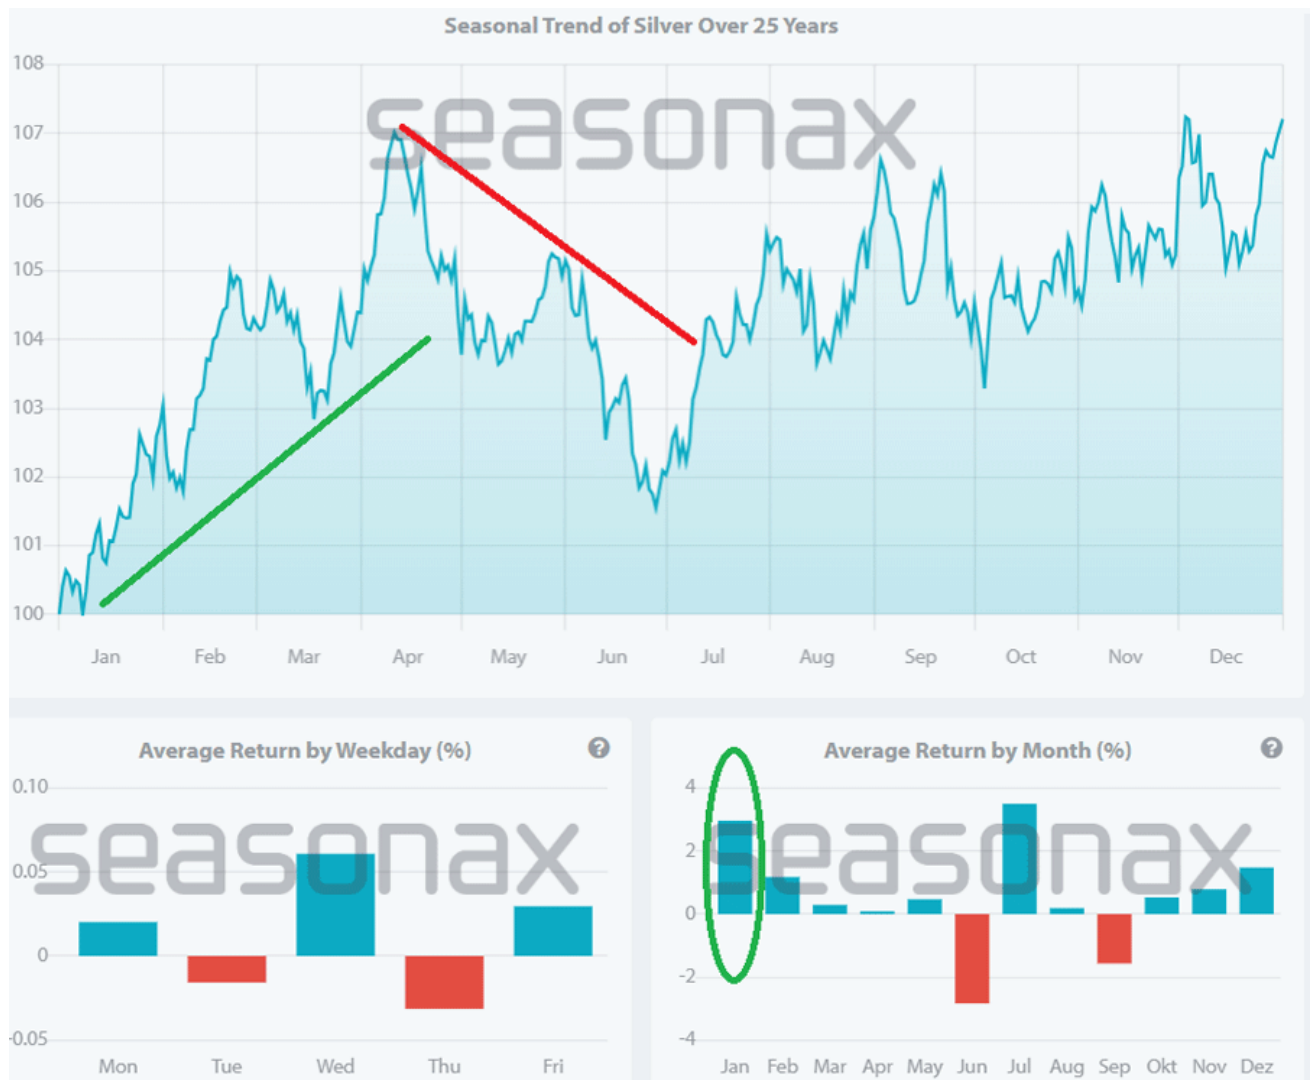 Seasonal Trend of Silver Over 25 Years
108
107
106
105
104
103
102
101
100
seasonax
Jan Feb Mar Apr May Jun Jul Aug Sep Oct Nov Dec
Average Return by Weekday (%) ?
0.10
0.05
0
-0.05
seasonax
Mon Tue Wed Thu Fri
Average Return by Month (%) ?
4
2
0
-2
-4
seasonax
Jan Feb Mar Apr May Jun Jul Aug Sep Okt Nov Dez